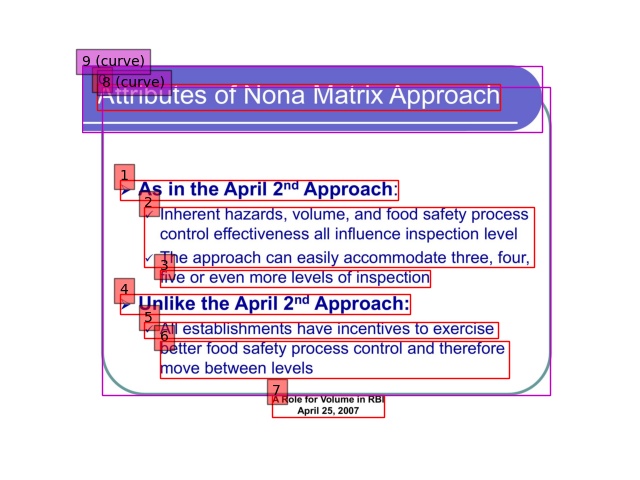 9 (curve)
8 (curve)
Attributes of Nona Matrix Approach
1
➢ As in the April 2nd Approach:
2
✓ Inherent hazards, volume, and food safety process
control effectiveness all influence inspection level
✓ The approach can easily accommodate three, four,
3
five or even more levels of inspection
4
➢ Unlike the April 2nd Approach:
5
✓ All establishments have incentives to exercise
6
better food safety process control and therefore
move between levels
7
A Role for Volume in RBI
April 25, 2007